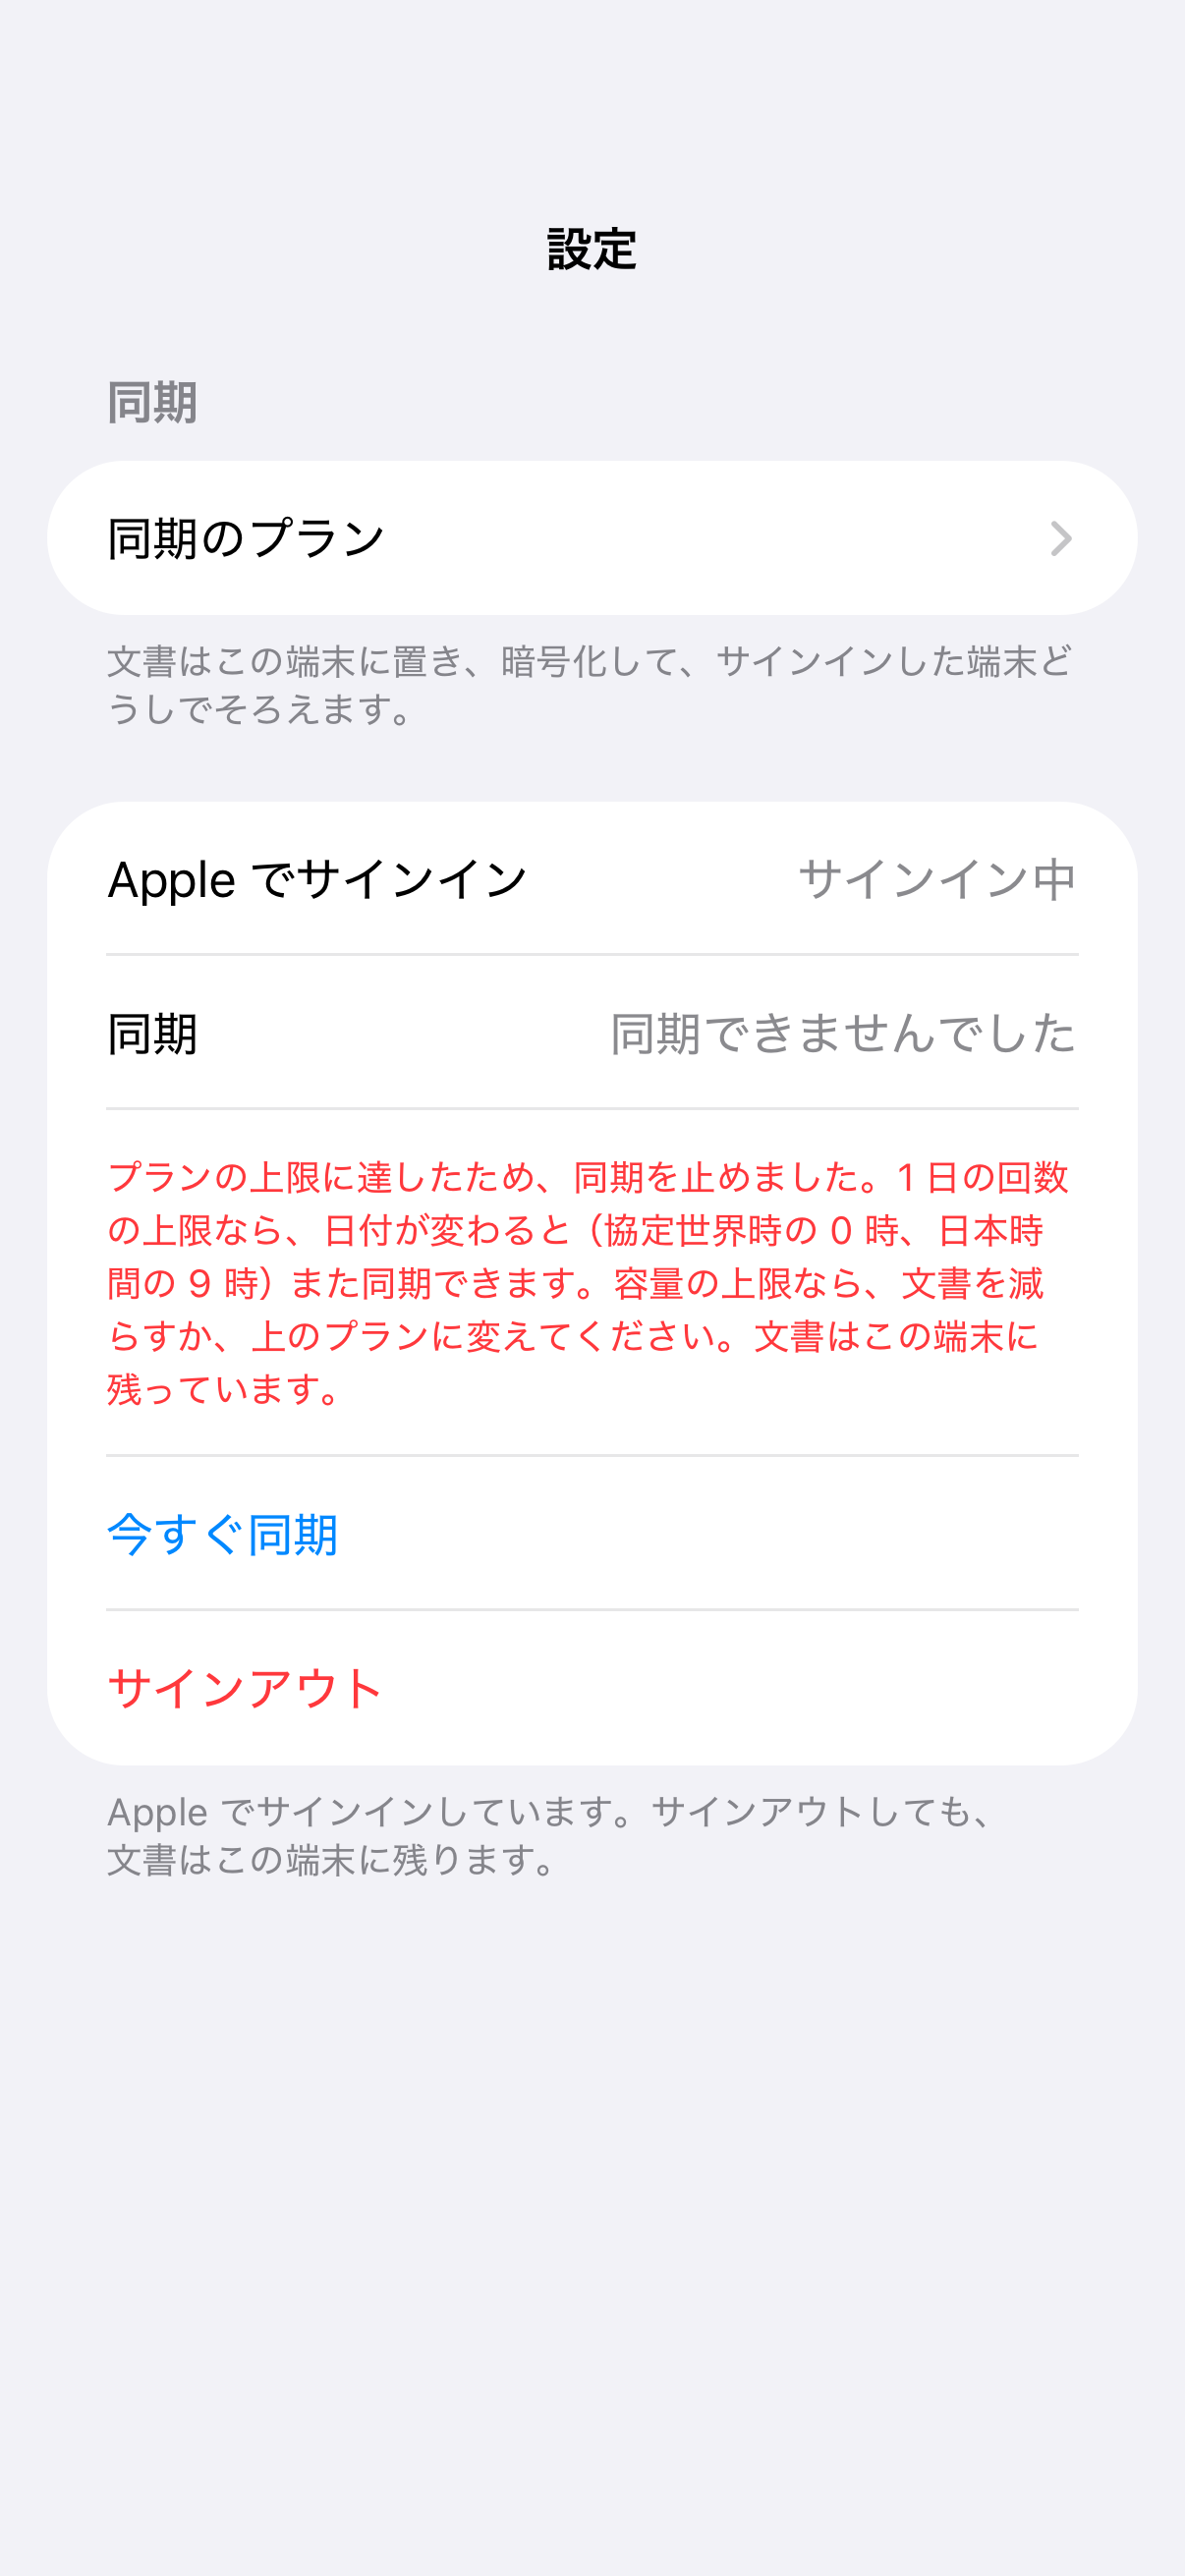 設定
同期
同期のプラン
文書はこの端末に置き、暗号化して、サインインした端末ど
うしでそろえます。
Apple でサインイン サインイン中
同期 同期できませんでした
プランの上限に達したため、同期を止めました。1 日の回数
の上限なら、日付が変わると（協定世界時の 0 時、日本時
間の 9 時）また同期できます。容量の上限なら、文書を減
らすか、上のプランに変えてください。文書はこの端末に
残っています。
今すぐ同期
サインアウト
Apple でサインインしています。サインアウトしても、
文書はこの端末に残ります。